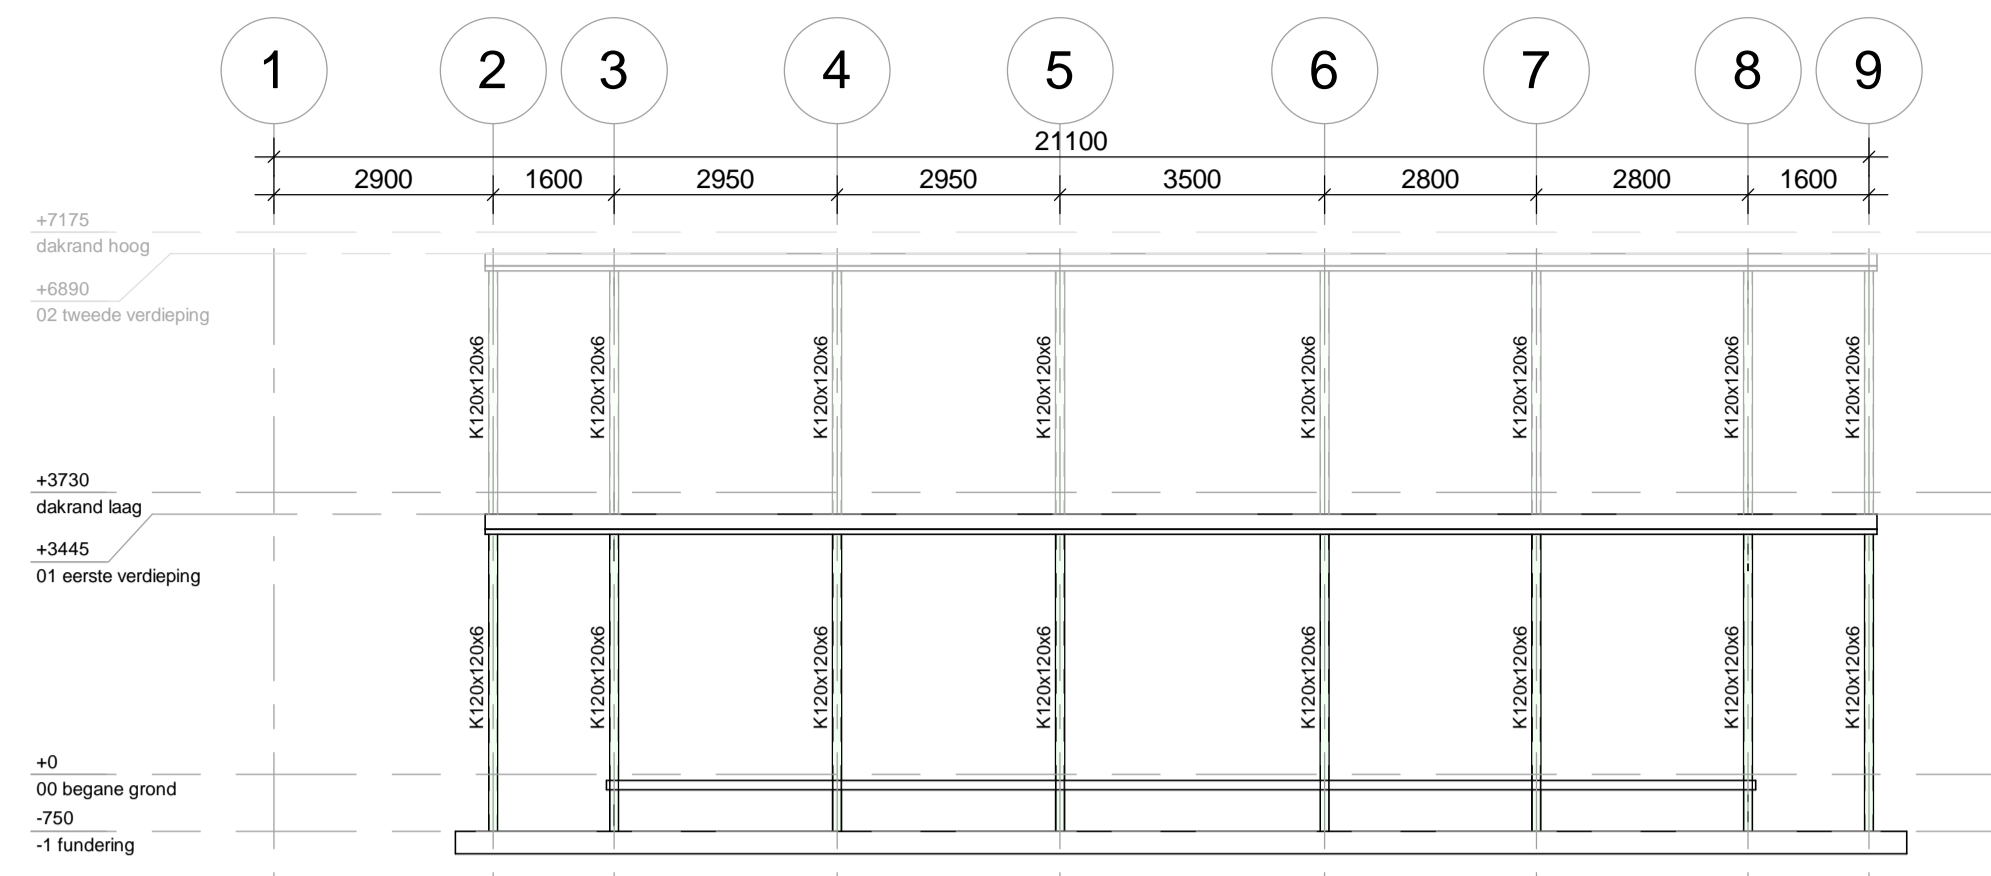 1 2 3 4 5 6 7 8 9
21100
2900 1600 2950 2950 3500 2800 2800 1600
+7175
dakrand hoog
+6890
02 tweede verdieping
K120x120x6 K120x120x6 K120x120x6 K120x120x6 K120x120x6 K120x120x6 K120x120x6 K120x120x6
+3730
dakrand laag
+3445
01 eerste verdieping
K120x120x6 K120x120x6 K120x120x6 K120x120x6 K120x120x6 K120x120x6 K120x120x6 K120x120x6
+0
00 begane grond
-750
-1 fundering